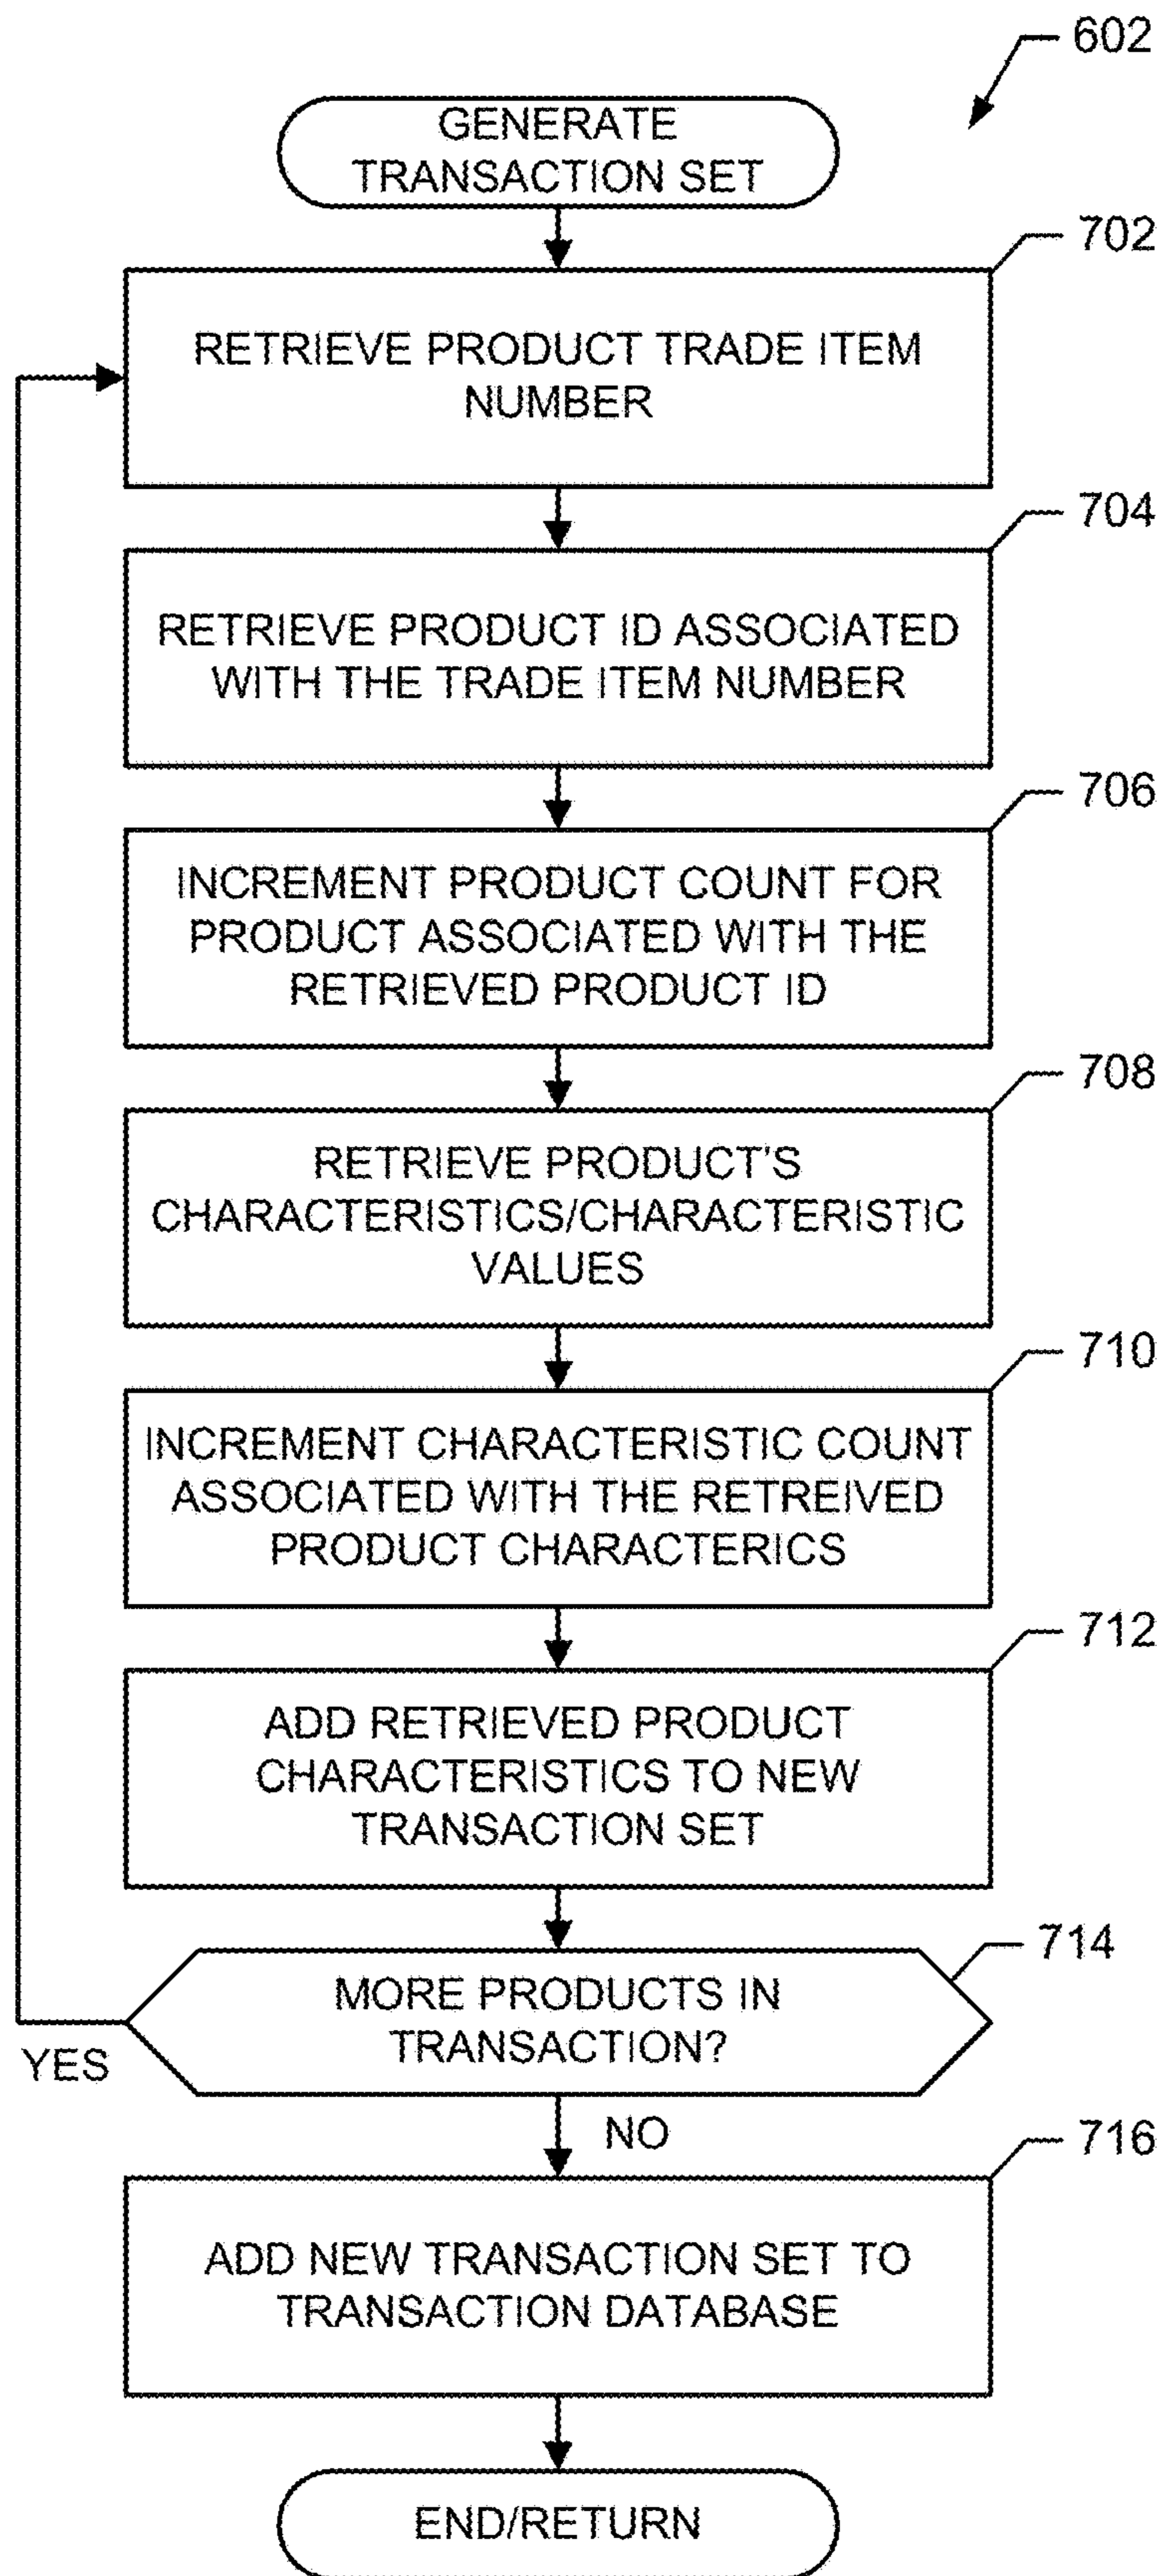 602
GENERATE
TRANSACTION SET
702
RETRIEVE PRODUCT TRADE ITEM
NUMBER
704
RETRIEVE PRODUCT ID ASSOCIATED
WITH THE TRADE ITEM NUMBER
706
INCREMENT PRODUCT COUNT FOR
PRODUCT ASSOCIATED WITH THE
RETRIEVED PRODUCT ID
708
RETRIEVE PRODUCT'S
CHARACTERISTICS/CHARACTERISTIC
VALUES
710
INCREMENT CHARACTERISTIC COUNT
ASSOCIATED WITH THE RETREIVED
PRODUCT CHARACTERICS
712
ADD RETRIEVED PRODUCT
CHARACTERISTICS TO NEW
TRANSACTION SET
714
MORE PRODUCTS IN
TRANSACTION?
YES
NO
716
ADD NEW TRANSACTION SET TO
TRANSACTION DATABASE
END/RETURN